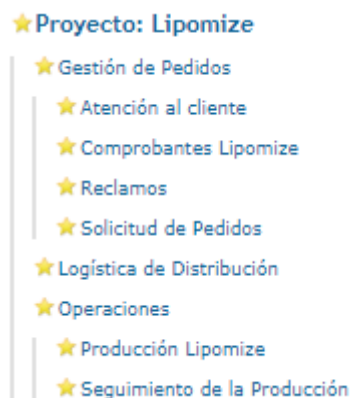 Proyecto: Lipomize
Gestión de Pedidos
Atención al cliente
Comprobantes Lipomize
Reclamos
Solicitud de Pedidos
Logística de Distribución
Operaciones
Producción Lipomize
Seguimiento de la Producción